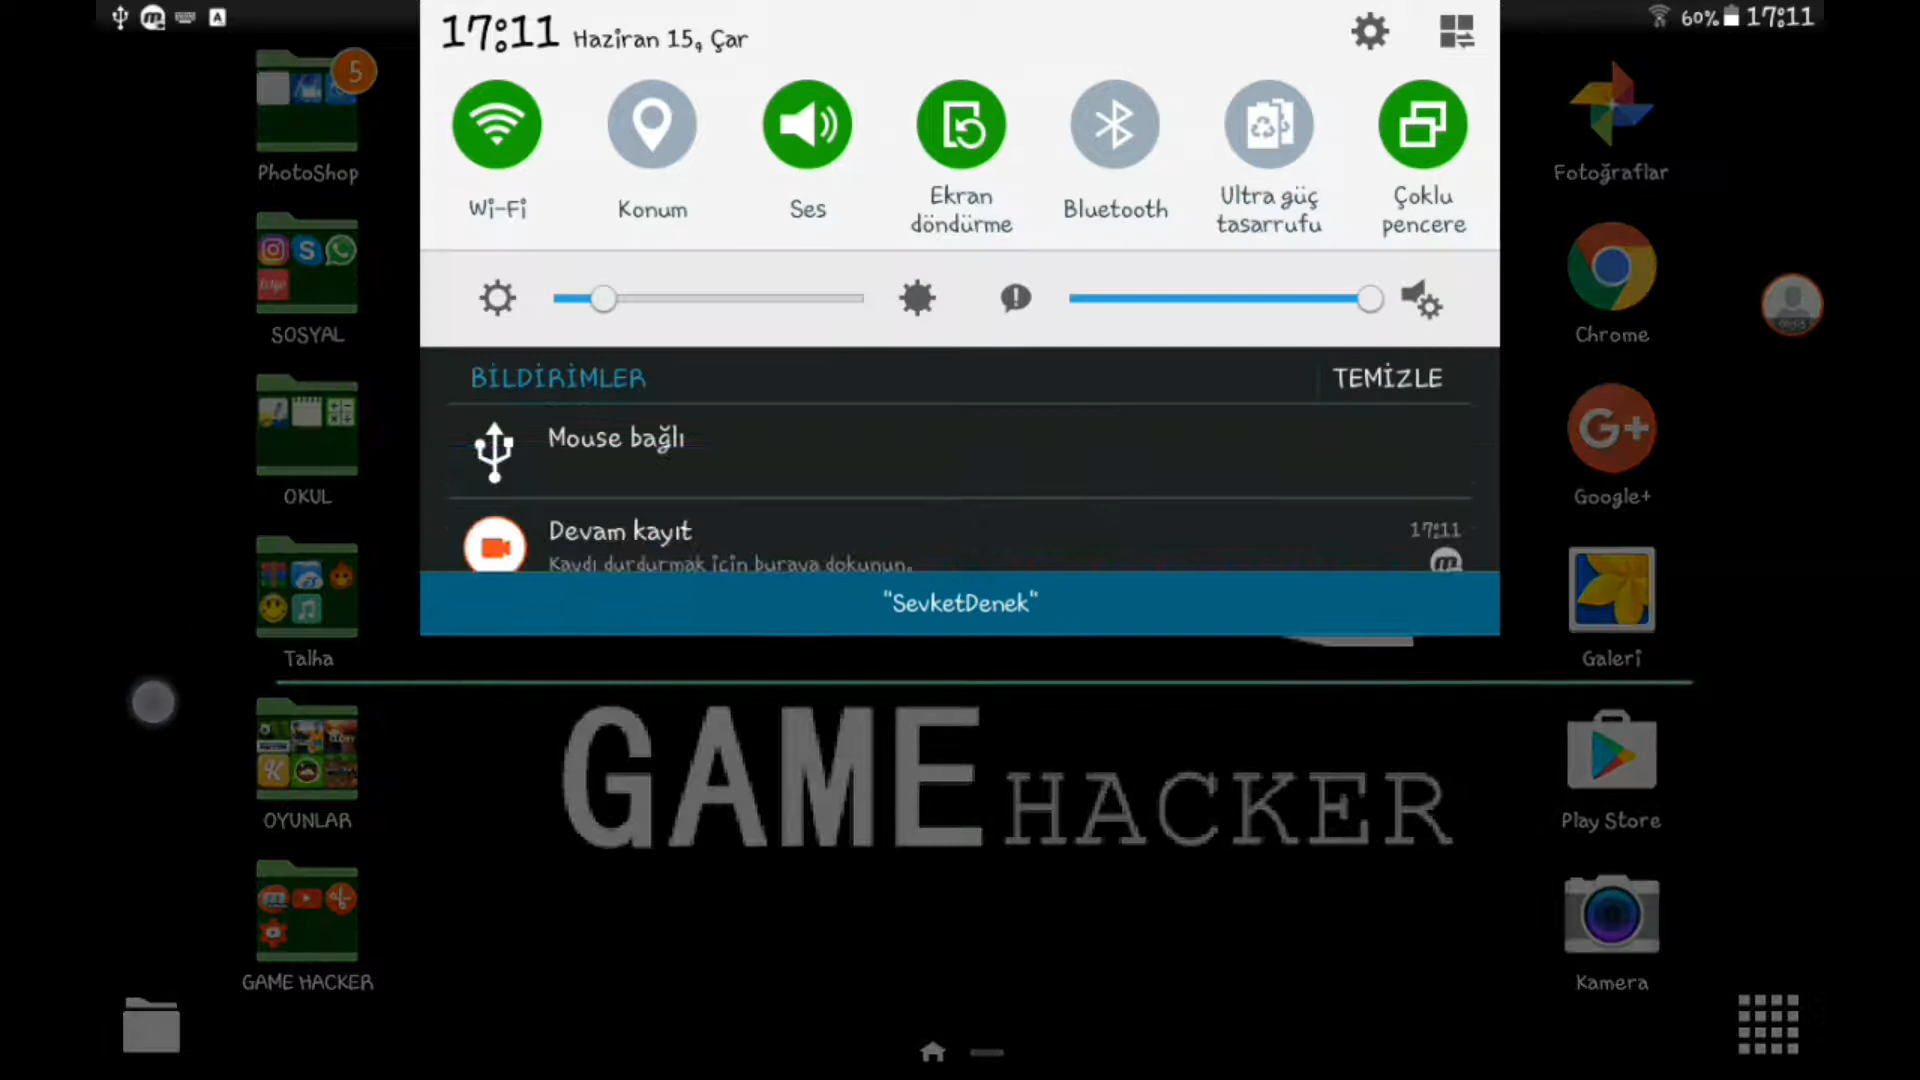 17:11 Haziran 15, Çar
60% 17:11
Wi-Fi
Konum
Ses
Ekran
döndürme
Bluetooth
Ultra güç
tasarrufu
Çoklu
pencere
BİLDİRİMLER
TEMİZLE
Mouse bağlı
Devam kayıt
17:11
Kaydı durdurmak için buraya dokunun.
"SevketDenek"
5
PhotoShop
SOSYAL
OKUL
Talha
OYUNLAR
GAME HACKER
Fotoğraflar
Chrome
Google+
Galeri
Play Store
Kamera
GAME HACKER